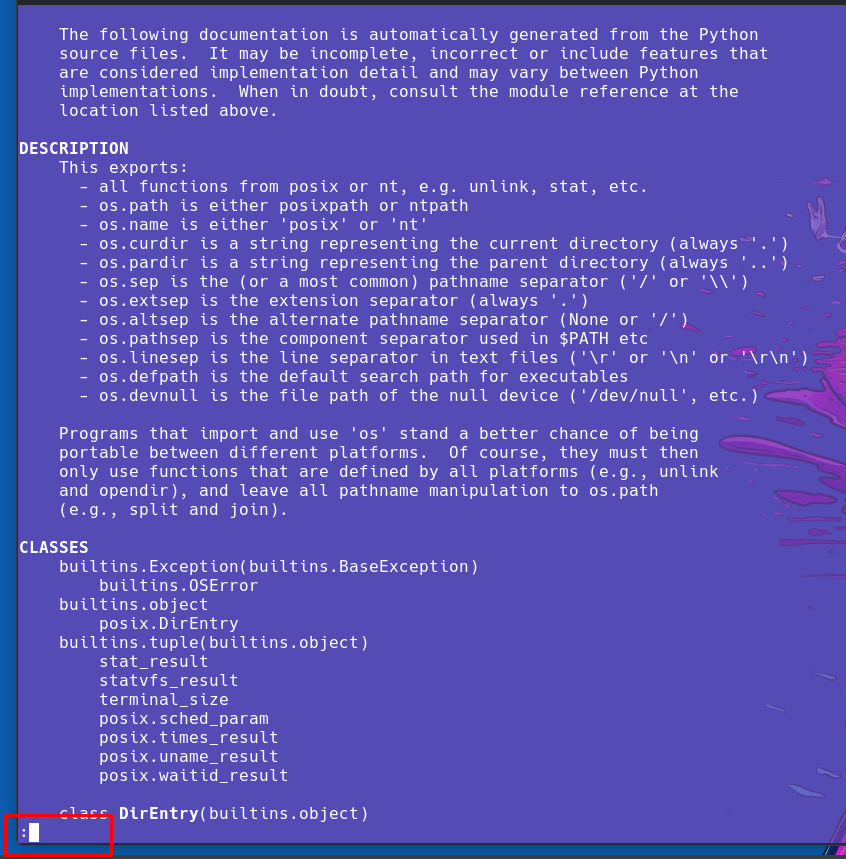 The following documentation is automatically generated from the Python
source files.  It may be incomplete, incorrect or include features that
are considered implementation detail and may vary between Python
implementations.  When in doubt, consult the module reference at the
location listed above.
DESCRIPTION
This exports:
- all functions from posix or nt, e.g. unlink, stat, etc.
- os.path is either posixpath or ntpath
- os.name is either 'posix' or 'nt'
- os.curdir is a string representing the current directory (always '.')
- os.pardir is a string representing the parent directory (always '..')
- os.sep is the (or a most common) pathname separator ('/' or '\\')
- os.extsep is the extension separator (always '.')
- os.altsep is the alternate pathname separator (None or '/')
- os.pathsep is the component separator used in $PATH etc
- os.linesep is the line separator in text files ('\r' or '\n' or '\r\n')
- os.defpath is the default search path for executables
- os.devnull is the file path of the null device ('/dev/null', etc.)
Programs that import and use 'os' stand a better chance of being
portable between different platforms.  Of course, they must then
only use functions that are defined by all platforms (e.g., unlink
and opendir), and leave all pathname manipulation to os.path
(e.g., split and join).
CLASSES
builtins.Exception(builtins.BaseException)
builtins.OSError
builtins.object
posix.DirEntry
builtins.tuple(builtins.object)
stat_result
statvfs_result
terminal_size
posix.sched_param
posix.times_result
posix.uname_result
posix.waitid_result
class DirEntry(builtins.object)
: